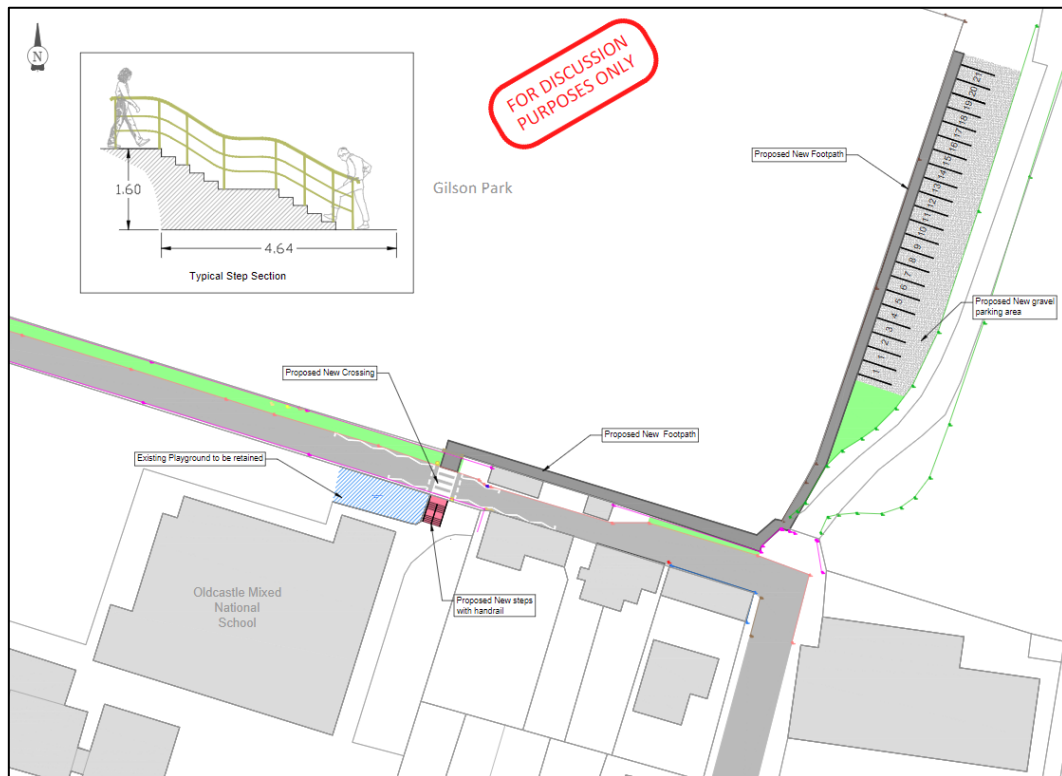 N
FOR DISCUSSION
PURPOSES ONLY
1.60
4.64
Typical Step Section
Gilson Park
Proposed New Footpath
21
20
19
18
17
16
15
14
13
12
11
10
9
8
7
6
5
4
3
2
1
1
Proposed New gravel
parking area
Proposed New Crossing
Proposed New Footpath
Existing Playground to be retained
Oldcastle Mixed
National
School
Proposed New steps
with handrail